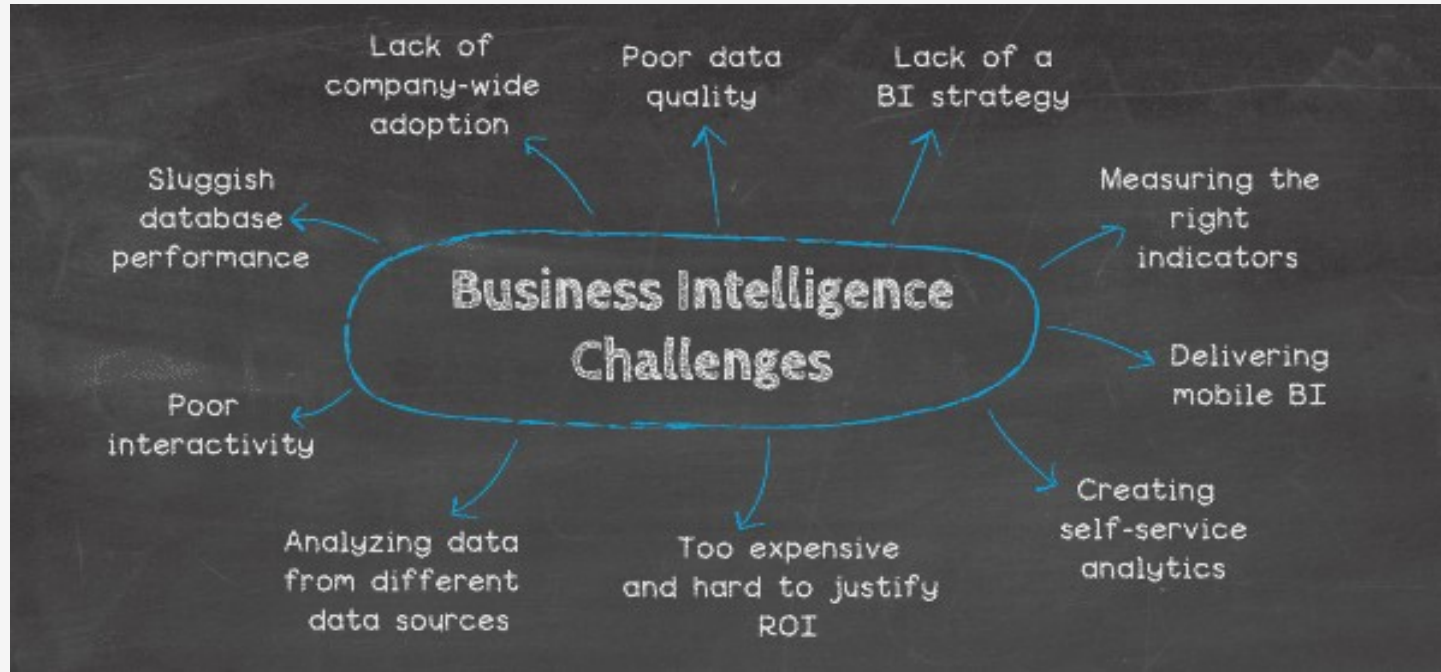 Business Intelligence
Challenges
Lack of
company-wide
adoption
Poor data
quality
Lack of a
BI strategy
Measuring the
right
indicators
Delivering
mobile BI
Creating
self-service
analytics
Too expensive
and hard to justify
ROI
Analyzing data
from different
data sources
Poor
interactivity
Sluggish
database
performance